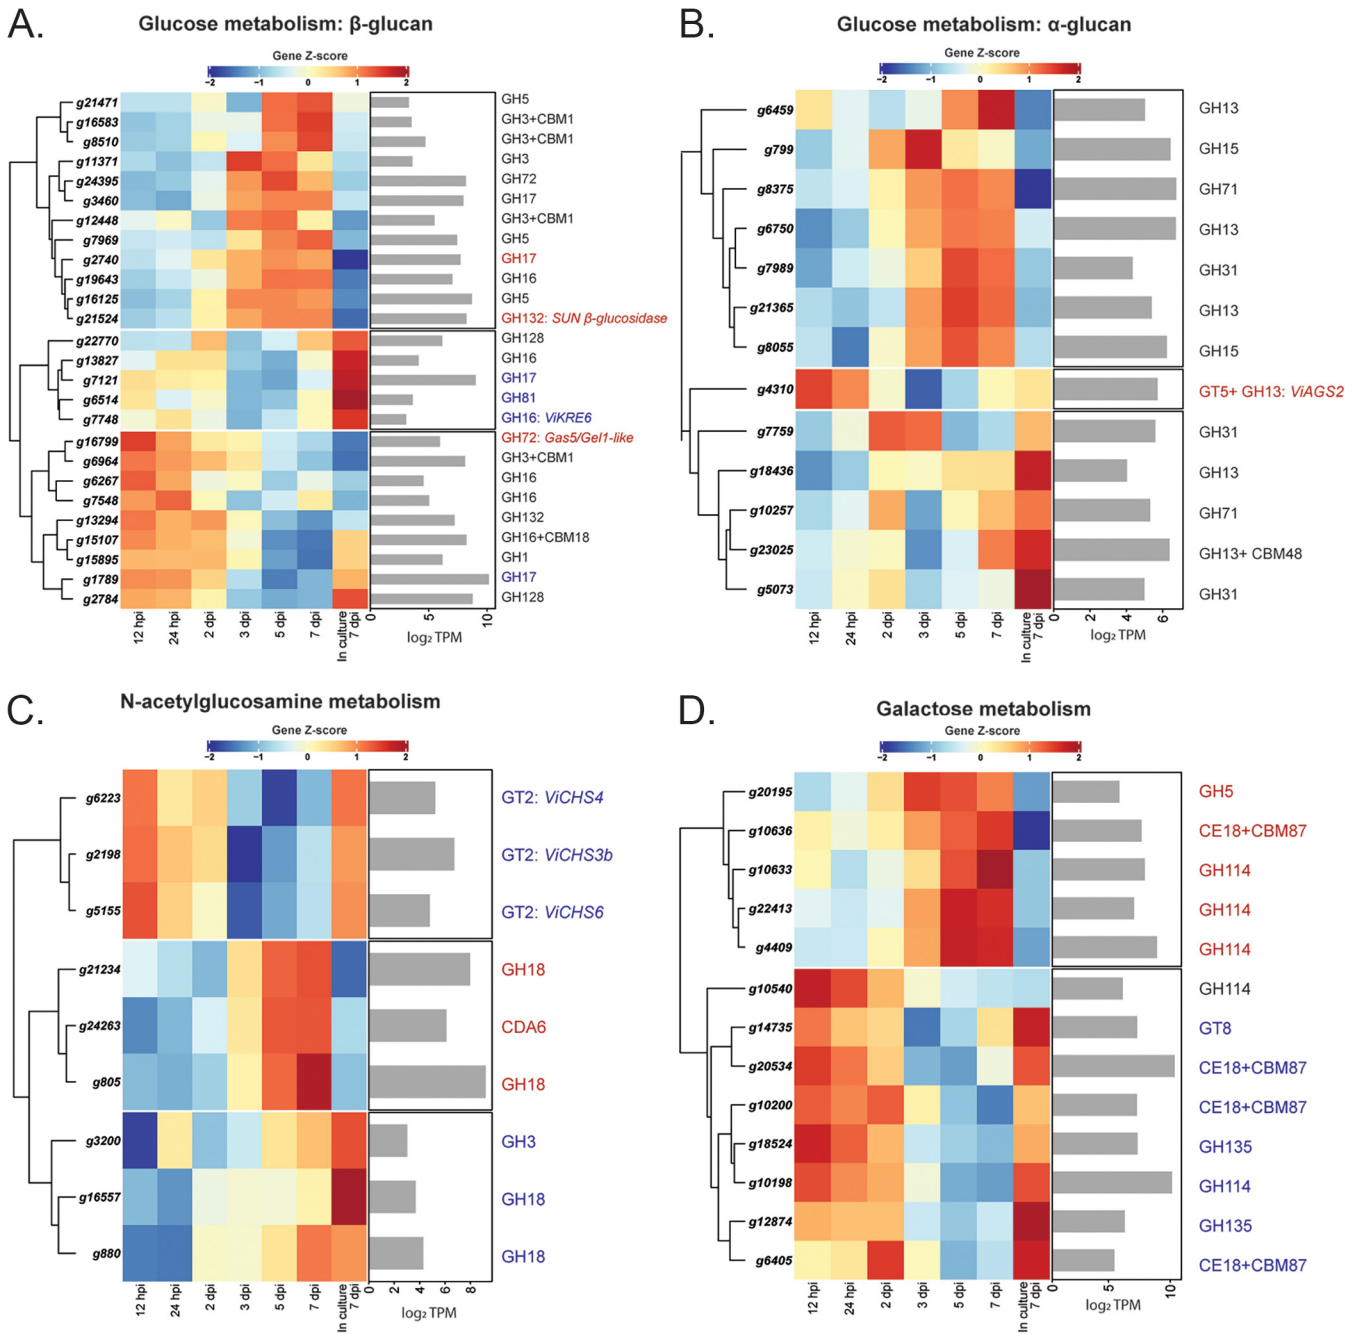 A.
Glucose metabolism: β-glucan
Gene Z-score
−2 −1 0 1 2
g21471 GH5
g16583 GH3+CBM1
g8510 GH3+CBM1
g11371 GH3
g24395 GH72
g3460 GH17
g12448 GH3+CBM1
g7969 GH5
g2740 GH17
g19643 GH16
g16125 GH5
g21524 GH132: SUN β-glucosidase
g22770 GH128
g13827 GH16
g7121 GH17
g6514 GH81
g7748 GH16: ViKRE6
g16799 GH72: Gas5/Gel1-like
g6964 GH3+CBM1
g6267 GH16
g7548 GH16
g13294 GH132
g15107 GH16+CBM18
g15895 GH1
g1789 GH17
g2784 GH128
12 hpi 24 hpi 2 dpi 3 dpi 5 dpi 7 dpi In culture 7 dpi
0 5 10
log₂ TPM
B.
Glucose metabolism: α-glucan
Gene Z-score
−2 −1 0 1 2
g6459 GH13
g799 GH15
g8375 GH71
g6750 GH13
g7989 GH31
g21365 GH13
g8055 GH15
g4310 GT5+ GH13: ViAGS2
g7759 GH31
g18436 GH13
g10257 GH71
g23025 GH13+ CBM48
g5073 GH31
12 hpi 24 hpi 2 dpi 3 dpi 5 dpi 7 dpi In culture 7 dpi
0 2 4 6
log₂ TPM
C.
N-acetylglucosamine metabolism
Gene Z-score
−2 −1 0 1 2
g6223 GT2: ViCHS4
g2198 GT2: ViCHS3b
g5155 GT2: ViCHS6
g21234 GH18
g24263 CDA6
g805 GH18
g3200 GH3
g16557 GH18
g880 GH18
12 hpi 24 hpi 2 dpi 3 dpi 5 dpi 7 dpi In culture 7 dpi
0 2 4 6 8
log₂ TPM
D.
Galactose metabolism
Gene Z-score
−2 −1 0 1 2
g20195 GH5
g10636 CE18+CBM87
g10633 GH114
g22413 GH114
g4409 GH114
g10540 GH114
g14735 GT8
g20534 CE18+CBM87
g10200 CE18+CBM87
g18524 GH135
g10198 GH114
g12874 GH135
g6405 CE18+CBM87
12 hpi 24 hpi 2 dpi 3 dpi 5 dpi 7 dpi In culture 7 dpi
0 5 10
log₂ TPM